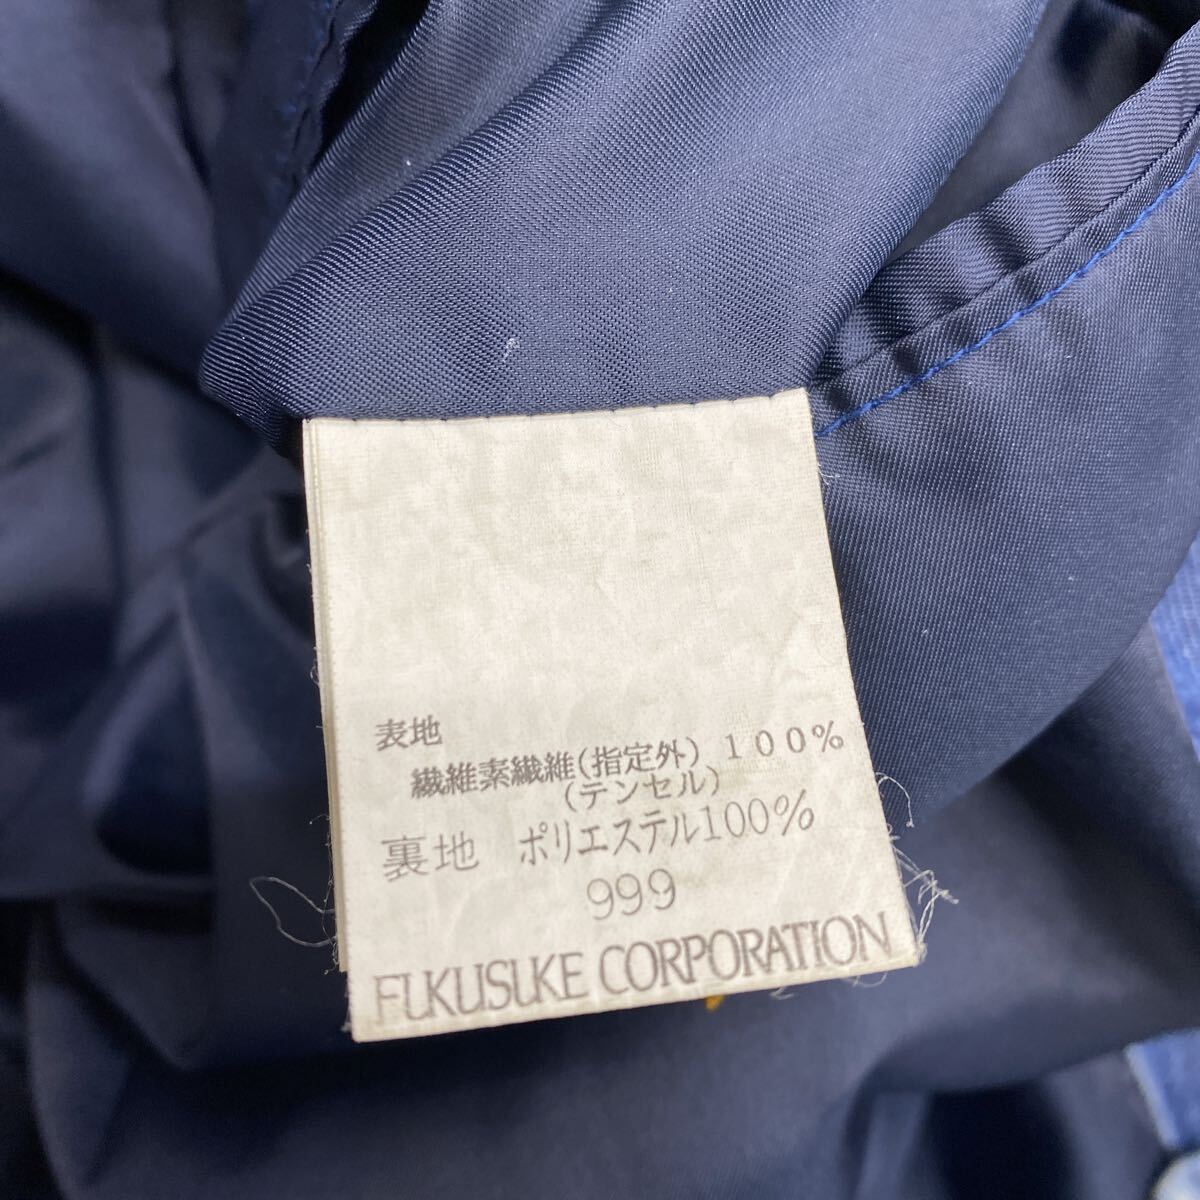 表地
繊維素繊維(指定外) 100%
(テンセル)
裏地 ポリエステル100%
999
FUKUSUKE CORPORATION